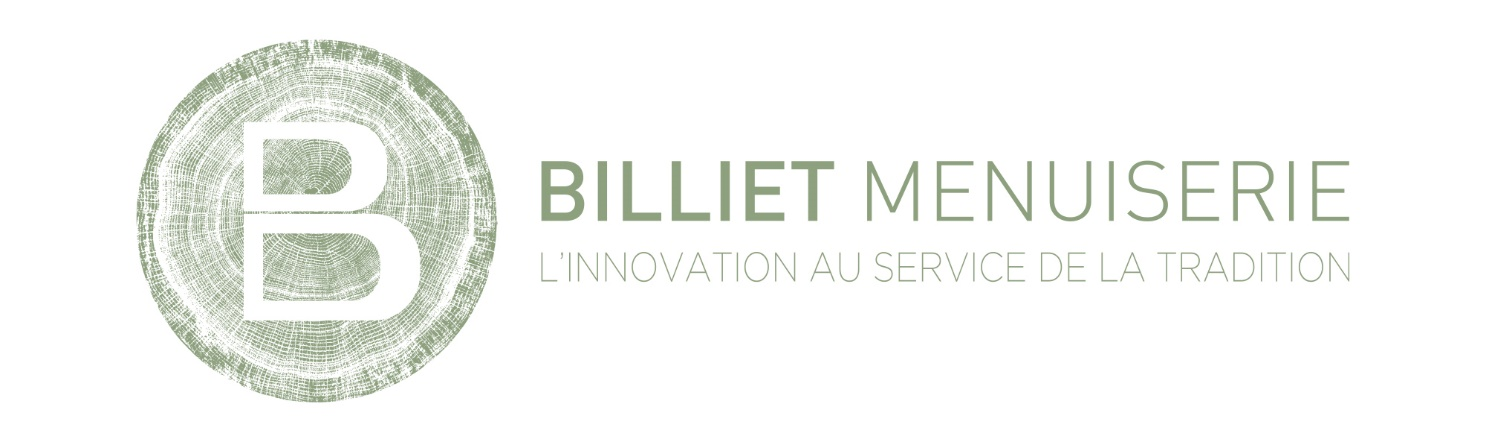 B
BILLIET MENUISERIE
L'INNOVATION AU SERVICE DE LA TRADITION